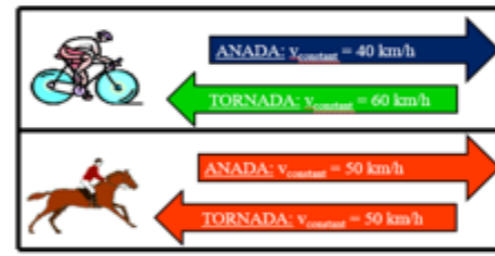 ANADA: vconstant = 40 km/h
TORNADA: vconstant = 60 km/h
ANADA: vconstant = 50 km/h
TORNADA: vconstant = 50 km/h